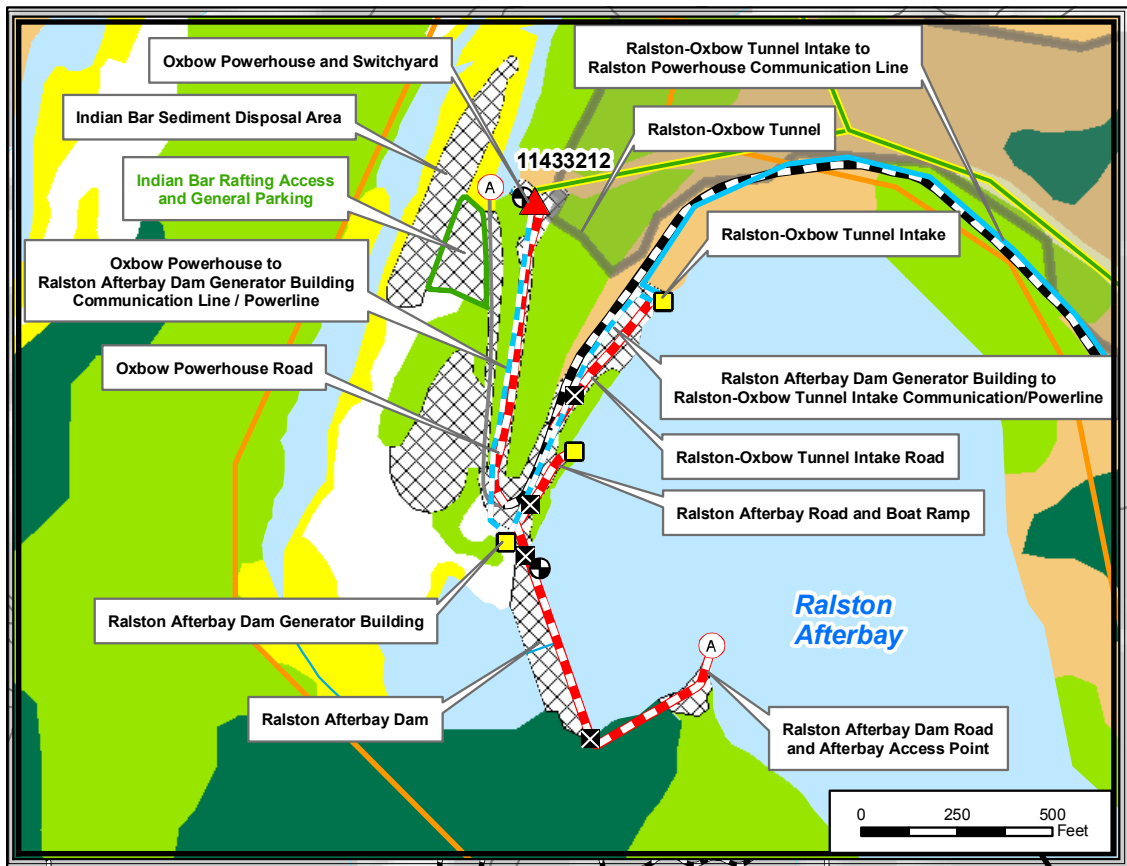 Oxbow Powerhouse and Switchyard
Ralston-Oxbow Tunnel Intake to
Ralston Powerhouse Communication Line
Indian Bar Sediment Disposal Area
Ralston-Oxbow Tunnel
11433212
Indian Bar Rafting Access
and General Parking
A
Ralston-Oxbow Tunnel Intake
Oxbow Powerhouse to
Ralston Afterbay Dam Generator Building
Communication Line / Powerline
Oxbow Powerhouse Road
Ralston Afterbay Dam Generator Building to
Ralston-Oxbow Tunnel Intake Communication/Powerline
Ralston-Oxbow Tunnel Intake Road
Ralston Afterbay Road and Boat Ramp
Ralston Afterbay Dam Generator Building
Ralston
Afterbay
A
Ralston Afterbay Dam
Ralston Afterbay Dam Road
and Afterbay Access Point
0 250 500
Feet